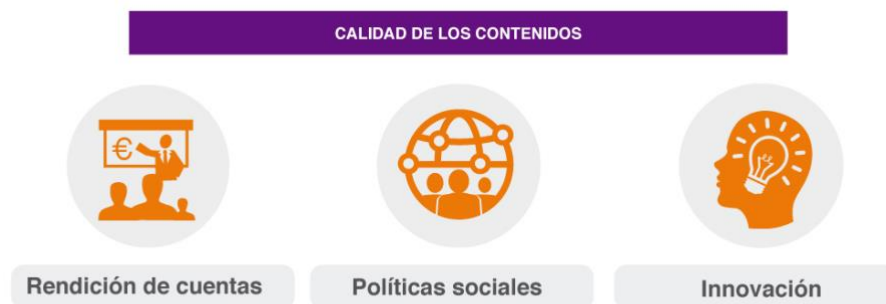 CALIDAD DE LOS CONTENIDOS
€
Rendición de cuentas
Políticas sociales
Innovación